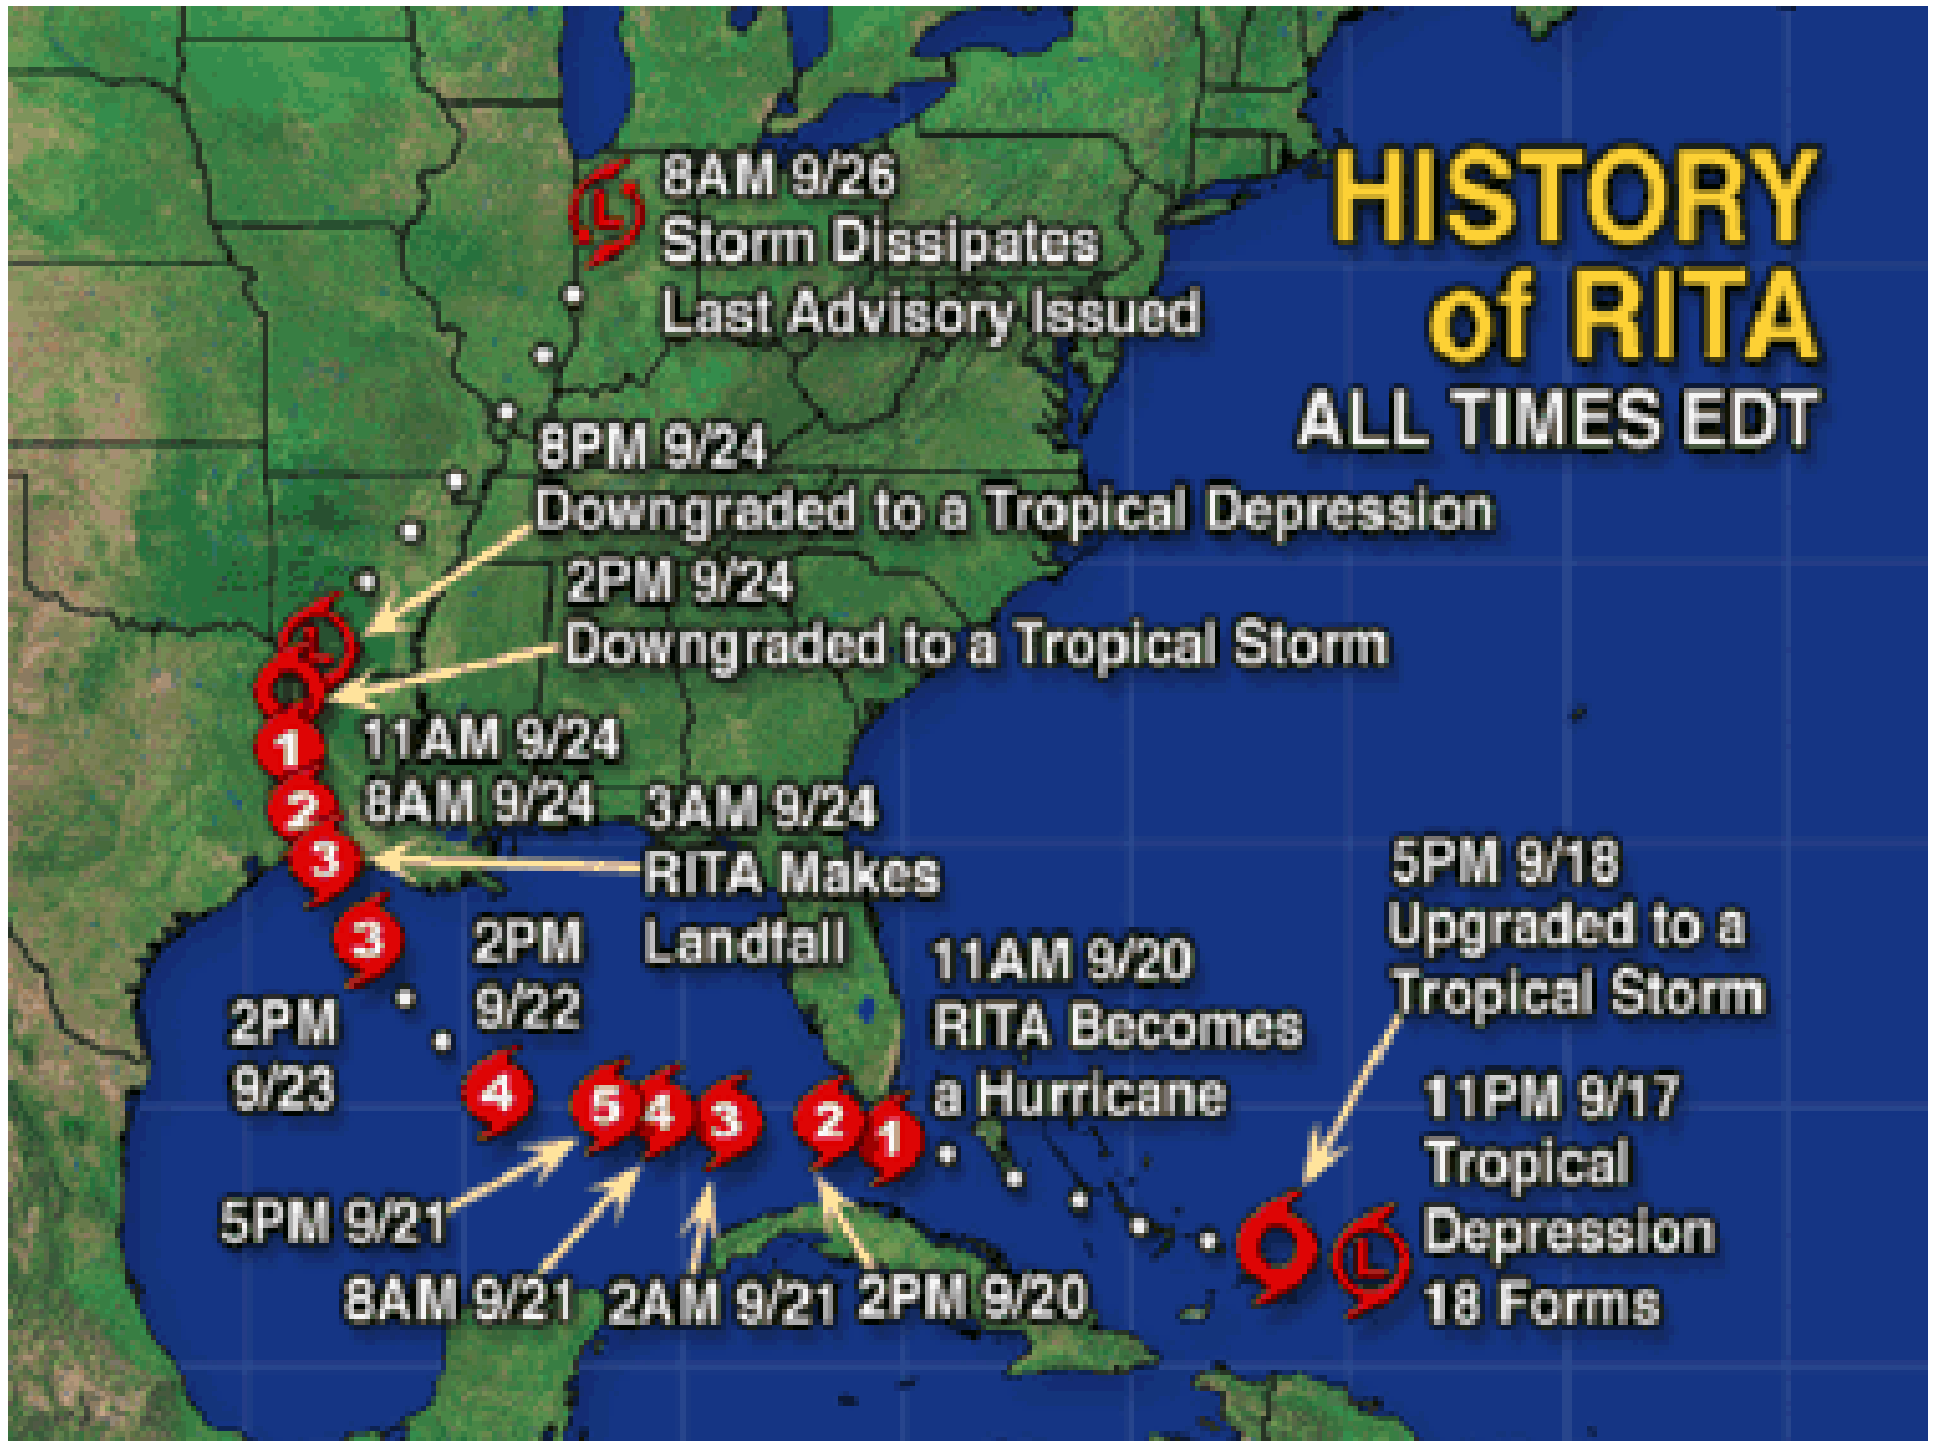 HISTORY
of RITA
ALL TIMES EDT
8AM 9/26
Storm Dissipates
Last Advisory Issued
8PM 9/24
Downgraded to a Tropical Depression
2PM 9/24
Downgraded to a Tropical Storm
L
L
1
11AM 9/24
2
8AM 9/24
3
3AM 9/24
RITA Makes
Landfall
3
2PM
9/23
2PM
9/22
4
5
4
3
2
1
5PM 9/21
8AM 9/21
2AM 9/21
2PM 9/20
11AM 9/20
RITA Becomes
a Hurricane
5PM 9/18
Upgraded to a
Tropical Storm
11PM 9/17
Tropical
Depression
18 Forms
L